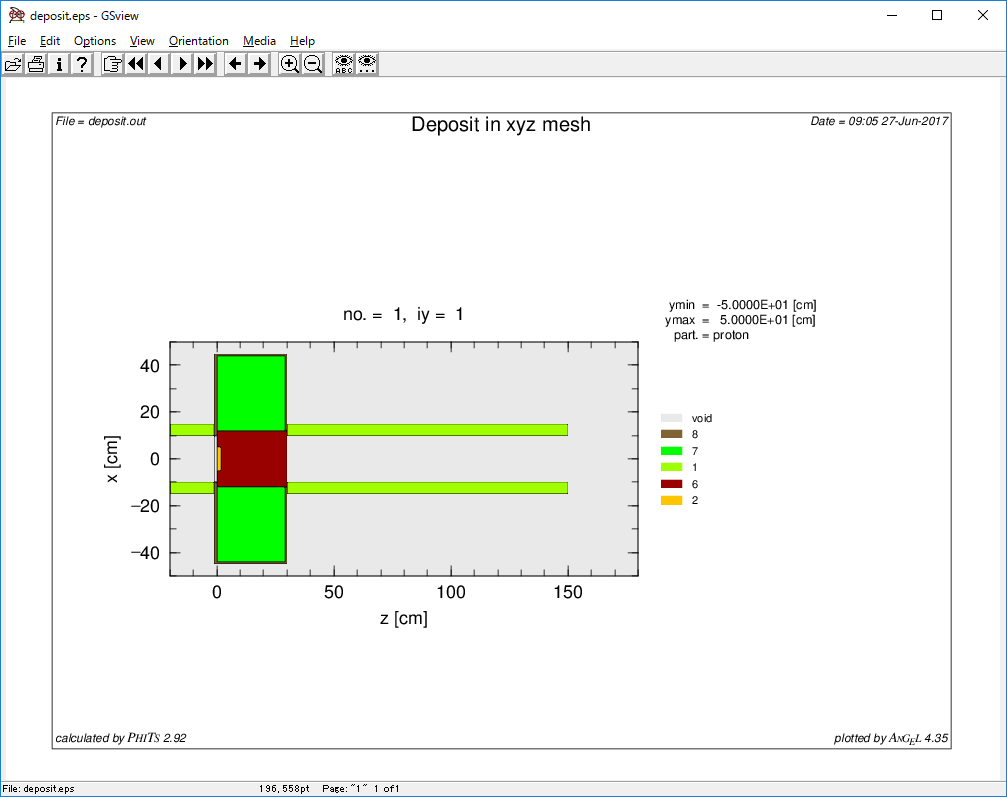 deposit.eps - GSview
File Edit Options View Orientation Media Help
i ? ABC
File = deposit.out
Deposit in xyz mesh
Date = 09:05 27-Jun-2017
no. = 1, iy = 1
ymin = -5.0000E+01 [cm]
ymax = 5.0000E+01 [cm]
part. = proton
40
20
0
−20
−40
x [cm]
0 50 100 150
z [cm]
void
8
7
1
6
2
calculated by PHITS 2.92
plotted by ANGEL 4.35
File: deposit.eps 196,558pt Page: "1" 1 of1